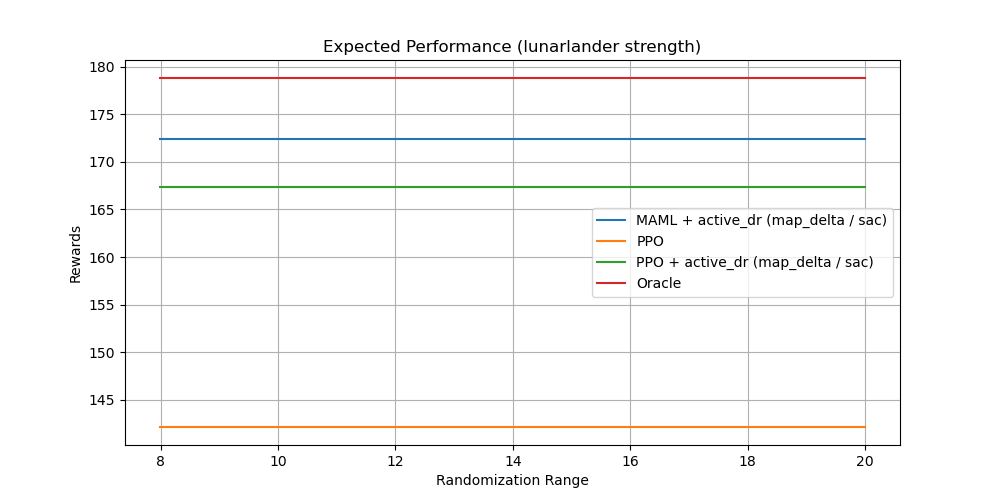 Expected Performance (lunarlander strength)
180
175
170
165
160
155
150
145
Rewards
MAML + active_dr (map_delta / sac)
PPO
PPO + active_dr (map_delta / sac)
Oracle
8 10 12 14 16 18 20
Randomization Range